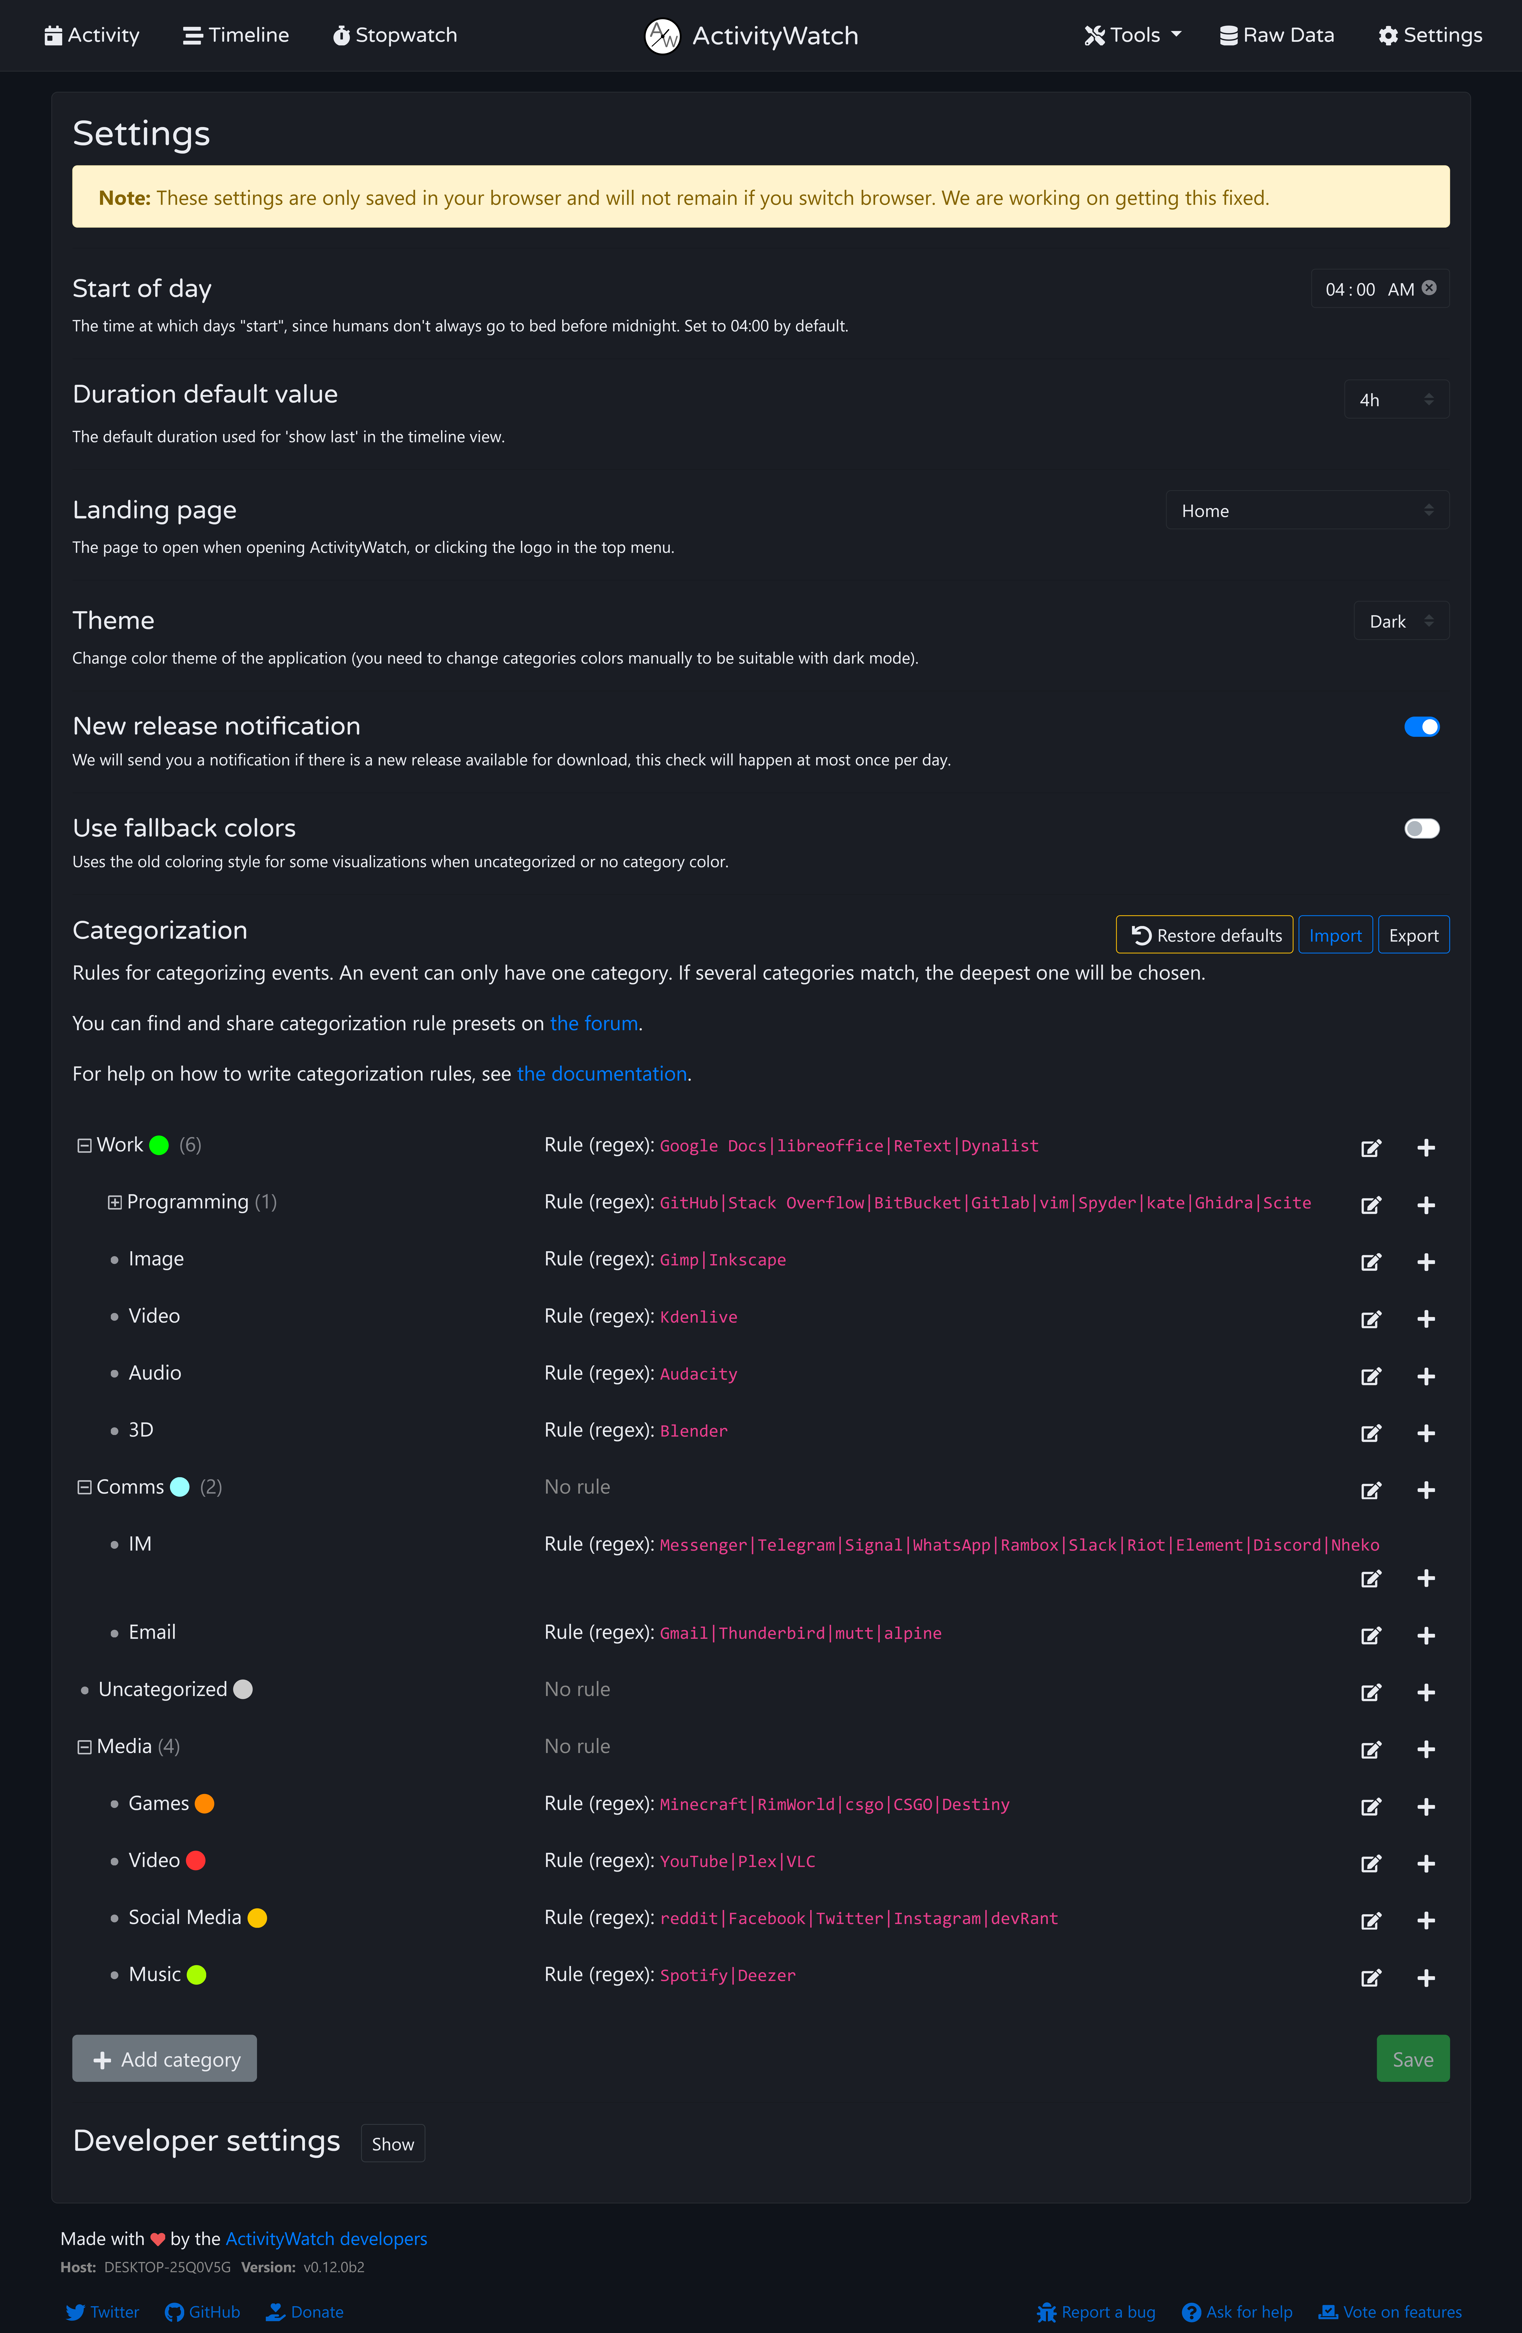 Activity
Timeline
Stopwatch
ActivityWatch
Tools
Raw Data
Settings
Settings
Note: These settings are only saved in your browser and will not remain if you switch browser. We are working on getting this fixed.
Start of day
04:00 AM
The time at which days "start", since humans don't always go to bed before midnight. Set to 04:00 by default.
Duration default value
4h
The default duration used for 'show last' in the timeline view.
Landing page
Home
The page to open when opening ActivityWatch, or clicking the logo in the top menu.
Theme
Dark
Change color theme of the application (you need to change categories colors manually to be suitable with dark mode).
New release notification
We will send you a notification if there is a new release available for download, this check will happen at most once per day.
Use fallback colors
Uses the old coloring style for some visualizations when uncategorized or no category color.
Categorization
Restore defaults
Import
Export
Rules for categorizing events. An event can only have one category. If several categories match, the deepest one will be chosen.
You can find and share categorization rule presets on the forum.
For help on how to write categorization rules, see the documentation.
Work (6) Rule (regex): Google Docs|libreoffice|ReText|Dynalist
Programming (1) Rule (regex): GitHub|Stack Overflow|BitBucket|Gitlab|vim|Spyder|kate|Ghidra|Scite
Image Rule (regex): Gimp|Inkscape
Video Rule (regex): Kdenlive
Audio Rule (regex): Audacity
3D Rule (regex): Blender
Comms (2) No rule
IM Rule (regex): Messenger|Telegram|Signal|WhatsApp|Rambox|Slack|Riot|Element|Discord|Nheko
Email Rule (regex): Gmail|Thunderbird|mutt|alpine
Uncategorized No rule
Media (4) No rule
Games Rule (regex): Minecraft|RimWorld|csgo|CSGO|Destiny
Video Rule (regex): YouTube|Plex|VLC
Social Media Rule (regex): reddit|Facebook|Twitter|Instagram|devRant
Music Rule (regex): Spotify|Deezer
Add category
Save
Developer settings
Show
Made with by the ActivityWatch developers
Host: DESKTOP-25Q0V5G Version: v0.12.0b2
Twitter
GitHub
Donate
Report a bug
Ask for help
Vote on features